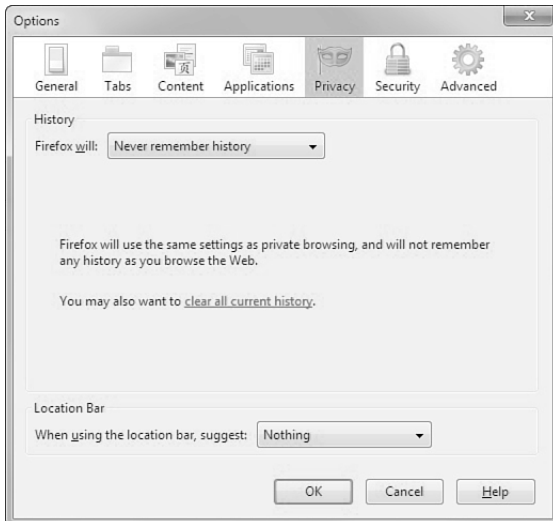 Options
x
General Tabs Content Applications Privacy Security Advanced
History
Firefox will: Never remember history
Firefox will use the same settings as private browsing, and will not remember
any history as you browse the Web.
You may also want to clear all current history.
Location Bar
When using the location bar, suggest: Nothing
OK Cancel Help